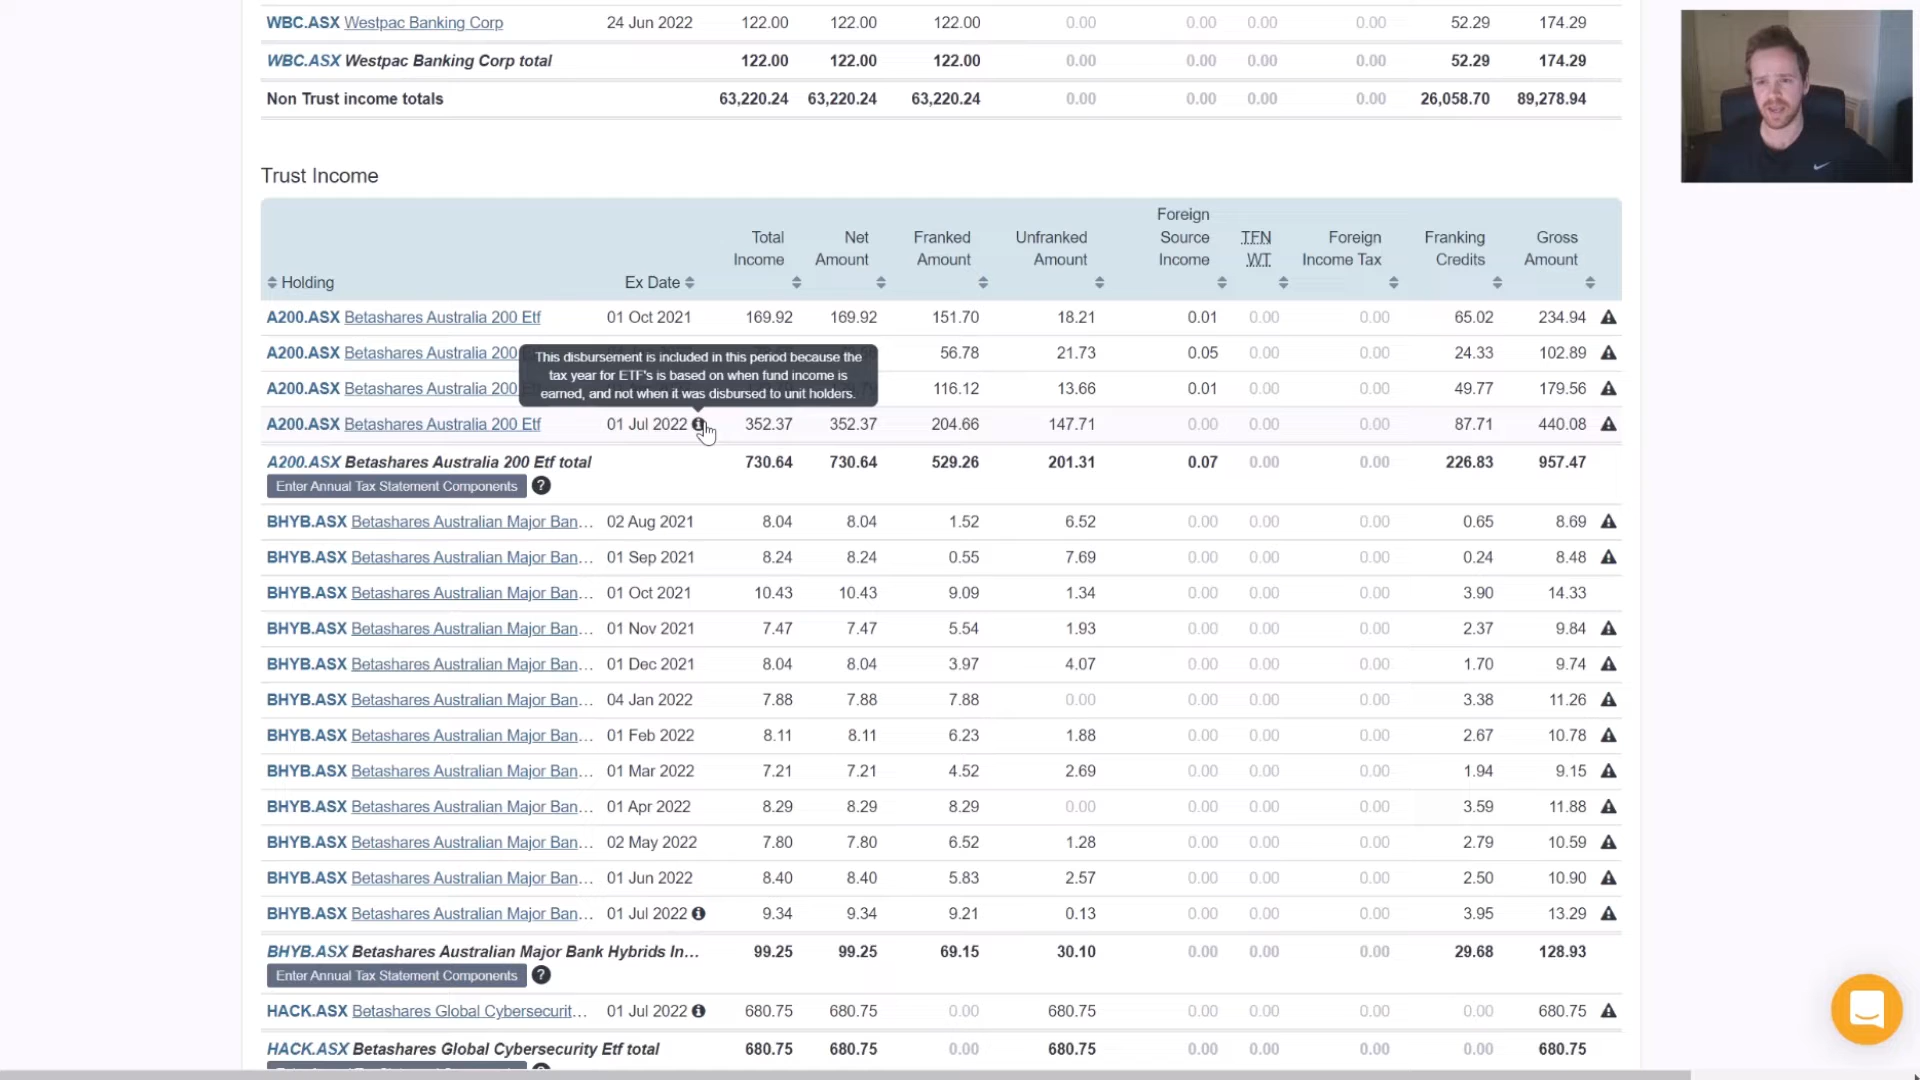 WBC.ASX Westpac Banking Corp 24 Jun 2022 122.00 122.00 122.00 0.00 0.00 0.00 0.00 52.29 174.29
WBC.ASX Westpac Banking Corp total 122.00 122.00 122.00 0.00 0.00 0.00 0.00 52.29 174.29
Non Trust income totals 63,220.24 63,220.24 63,220.24 0.00 0.00 0.00 0.00 26,058.70 89,278.94
Trust Income
Holding Ex Date Total Income Net Amount Franked Amount Unfranked Amount Foreign Source Income TFN WT Foreign Income Tax Franking Credits Gross Amount
A200.ASX Betashares Australia 200 Etf 01 Oct 2021 169.92 169.92 151.70 18.21 0.01 0.00 0.00 65.02 234.94
A200.ASX Betashares Australia 200 56.78 21.73 0.05 0.00 0.00 24.33 102.89
This disbursement is included in this period because the
tax year for ETF's is based on when fund income is
earned, and not when it was disbursed to unit holders.
A200.ASX Betashares Australia 200 116.12 13.66 0.01 0.00 0.00 49.77 179.56
A200.ASX Betashares Australia 200 Etf 01 Jul 2022 352.37 352.37 204.66 147.71 0.00 0.00 0.00 87.71 440.08
A200.ASX Betashares Australia 200 Etf total 730.64 730.64 529.26 201.31 0.07 0.00 0.00 226.83 957.47
Enter Annual Tax Statement Components ?
BHYB.ASX Betashares Australian Major Ban... 02 Aug 2021 8.04 8.04 1.52 6.52 0.00 0.00 0.00 0.65 8.69
BHYB.ASX Betashares Australian Major Ban... 01 Sep 2021 8.24 8.24 0.55 7.69 0.00 0.00 0.00 0.24 8.48
BHYB.ASX Betashares Australian Major Ban... 01 Oct 2021 10.43 10.43 9.09 1.34 0.00 0.00 0.00 3.90 14.33
BHYB.ASX Betashares Australian Major Ban... 01 Nov 2021 7.47 7.47 5.54 1.93 0.00 0.00 0.00 2.37 9.84
BHYB.ASX Betashares Australian Major Ban... 01 Dec 2021 8.04 8.04 3.97 4.07 0.00 0.00 0.00 1.70 9.74
BHYB.ASX Betashares Australian Major Ban... 04 Jan 2022 7.88 7.88 7.88 0.00 0.00 0.00 0.00 3.38 11.26
BHYB.ASX Betashares Australian Major Ban... 01 Feb 2022 8.11 8.11 6.23 1.88 0.00 0.00 0.00 2.67 10.78
BHYB.ASX Betashares Australian Major Ban... 01 Mar 2022 7.21 7.21 4.52 2.69 0.00 0.00 0.00 1.94 9.15
BHYB.ASX Betashares Australian Major Ban... 01 Apr 2022 8.29 8.29 8.29 0.00 0.00 0.00 0.00 3.59 11.88
BHYB.ASX Betashares Australian Major Ban... 02 May 2022 7.80 7.80 6.52 1.28 0.00 0.00 0.00 2.79 10.59
BHYB.ASX Betashares Australian Major Ban... 01 Jun 2022 8.40 8.40 5.83 2.57 0.00 0.00 0.00 2.50 10.90
BHYB.ASX Betashares Australian Major Ban... 01 Jul 2022 9.34 9.34 9.21 0.13 0.00 0.00 0.00 3.95 13.29
BHYB.ASX Betashares Australian Major Bank Hybrids In... 99.25 99.25 69.15 30.10 0.00 0.00 0.00 29.68 128.93
Enter Annual Tax Statement Components ?
HACK.ASX Betashares Global Cybersecurit... 01 Jul 2022 680.75 680.75 0.00 680.75 0.00 0.00 0.00 0.00 680.75
HACK.ASX Betashares Global Cybersecurity Etf total 680.75 680.75 0.00 680.75 0.00 0.00 0.00 0.00 680.75